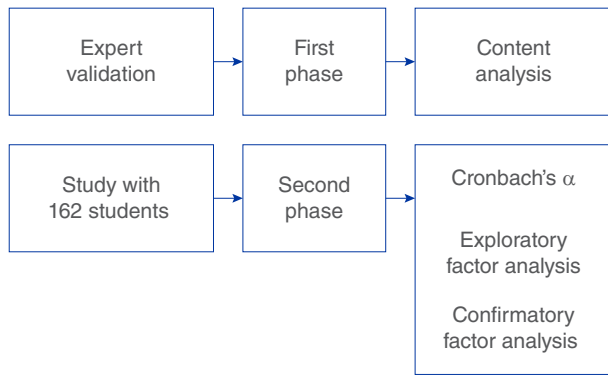 Expert
validation
First
phase
Content
analysis
Study with
162 students
Second
phase
Cronbach's α
Exploratory
factor analysis
Confirmatory
factor analysis